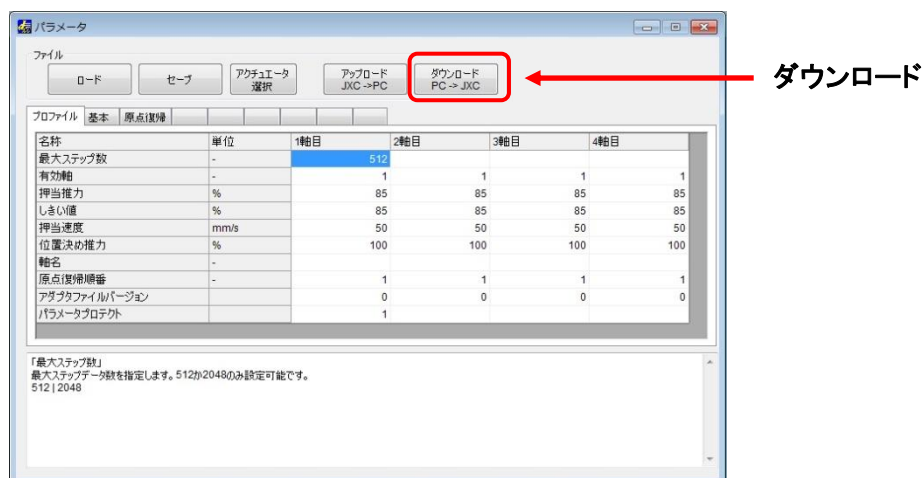 パラメータ
ファイル
ロード
セーブ
アクチュエータ
選択
アップロード
JXC ->PC
ダウンロード
PC -> JXC
ダウンロード
プロファイル 基本 原点復帰
名称 単位 1軸目 2軸目 3軸目 4軸目
最大ステップ数 - 512
有効軸 - 1 1 1 1
押当推力 % 85 85 85 85
しきい値 % 85 85 85 85
押当速度 mm/s 50 50 50 50
位置決め推力 % 100 100 100 100
軸名 -
原点復帰順番 - 1 1 1 1
アダプタファイルバージョン 0 0 0 0
パラメータプロテクト 1
「最大ステップ数」
最大ステップデータ数を指定します。512か2048のみ設定可能です。
512 | 2048